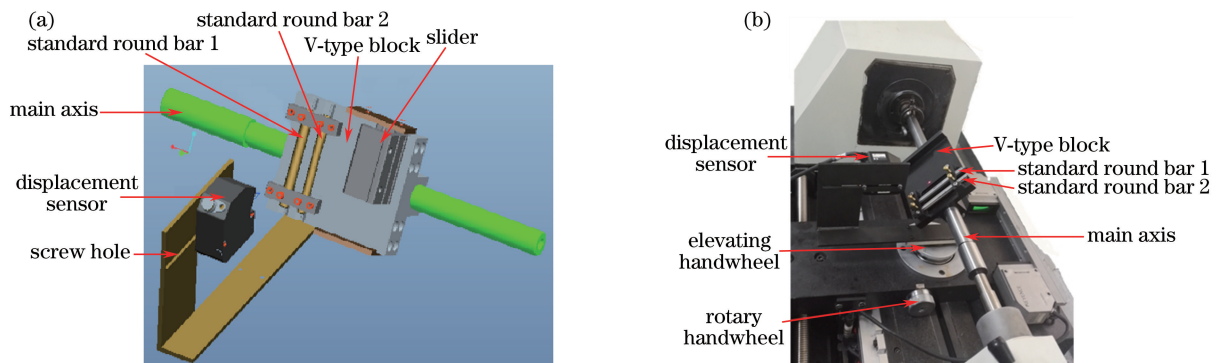 (a)
standard round bar 2
standard round bar 1
V-type block
slider
main axis
displacement
sensor
screw hole
(b)
displacement
sensor
V-type block
standard round bar 1
standard round bar 2
elevating
handwheel
main axis
rotary
handwheel